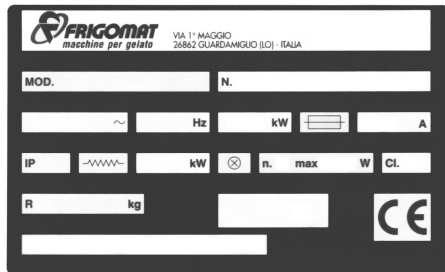 FRIGOMAT
macchine per gelato
VIA 1° MAGGIO
26862 GUARDAMIGLIO (LO) - ITALIA
MOD. N.
~ Hz kW A
IP kW n. max W Cl.
R kg
CE